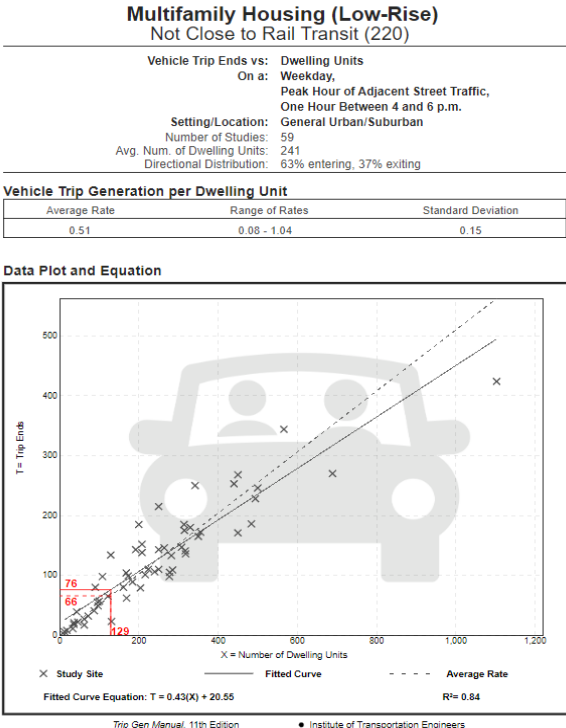 Multifamily Housing (Low-Rise)
Not Close to Rail Transit (220)
Vehicle Trip Ends vs: Dwelling Units
On a: Weekday,
Peak Hour of Adjacent Street Traffic,
One Hour Between 4 and 6 p.m.
Setting/Location: General Urban/Suburban
Number of Studies: 59
Avg. Num. of Dwelling Units: 241
Directional Distribution: 63% entering, 37% exiting
Vehicle Trip Generation per Dwelling Unit
Average Rate Range of Rates Standard Deviation
0.51 0.08 - 1.04 0.15
Data Plot and Equation
T = Trip Ends
500
400
300
200
100
0
76
66
129
0 200 400 600 800 1,000 1,200
X = Number of Dwelling Units
Study Site Fitted Curve Average Rate
Fitted Curve Equation: T = 0.43(X) + 20.55 R²= 0.84
Trip Gen Manual, 11th Edition ● Institute of Transportation Engineers